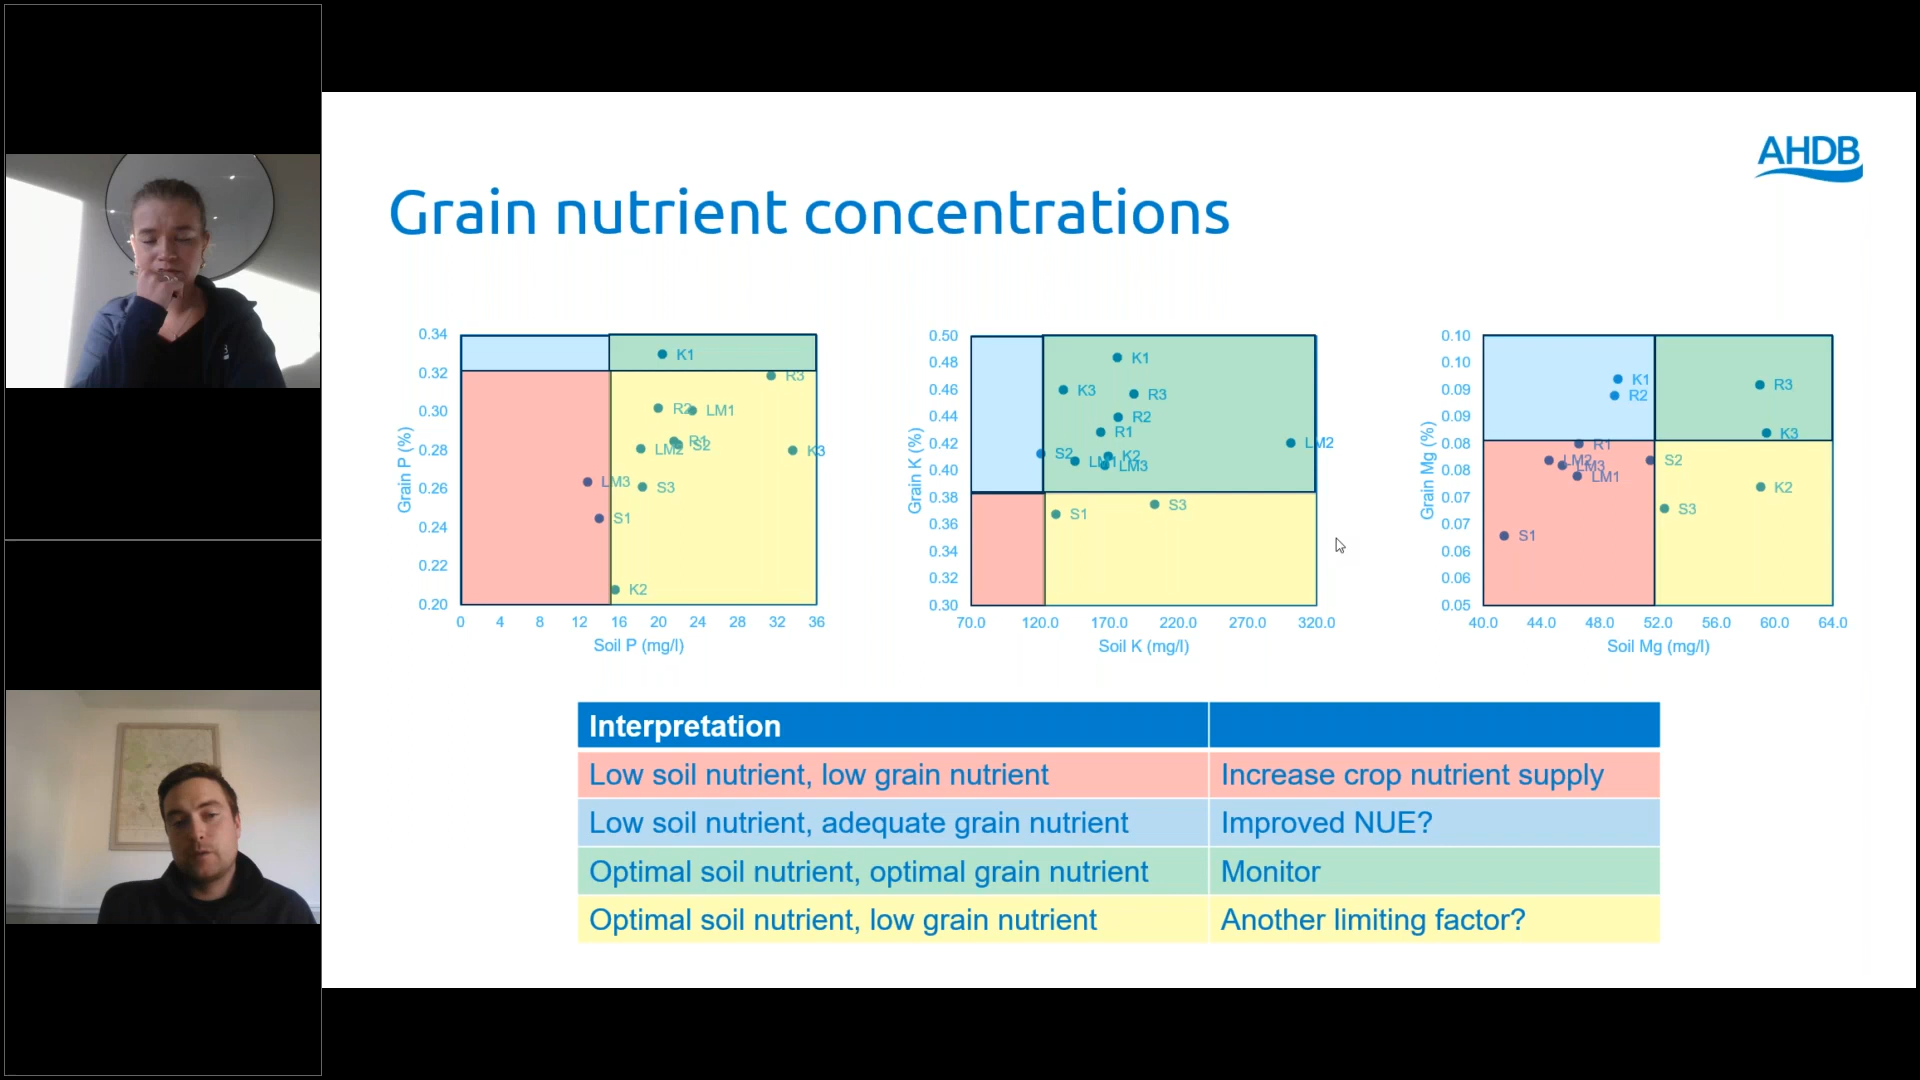 AHDB
Grain nutrient concentrations
0.34
0.32
0.30
0.28
0.26
0.24
0.22
0.20
Grain P (%)
K1
R3
R2
LM1
R1
S2
LM2
K3
LM3
S3
S1
K2
0 4 8 12 16 20 24 28 32 36
Soil P (mg/l)
0.50
0.48
0.46
0.44
0.42
0.40
0.38
0.36
0.34
0.32
0.30
Grain K (%)
K1
K3
R3
R2
R1
LM2
S2
LM1
K2
LM3
S3
S1
70.0 120.0 170.0 220.0 270.0 320.0
Soil K (mg/l)
0.10
0.10
0.09
0.09
0.08
0.08
0.07
0.07
0.06
0.06
0.05
Grain Mg (%)
K1
R3
R2
K3
R1
LM2
S2
LM3
LM1
K2
S3
S1
40.0 44.0 48.0 52.0 56.0 60.0 64.0
Soil Mg (mg/l)
Interpretation
Low soil nutrient, low grain nutrient Increase crop nutrient supply
Low soil nutrient, adequate grain nutrient Improved NUE?
Optimal soil nutrient, optimal grain nutrient Monitor
Optimal soil nutrient, low grain nutrient Another limiting factor?